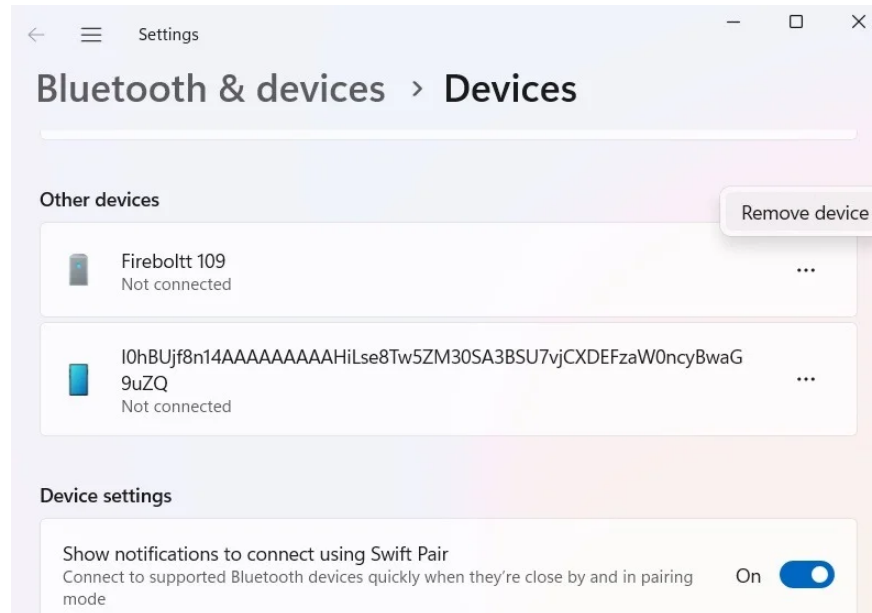 Settings
Bluetooth & devices > Devices
Other devices
Remove device
Fireboltt 109
Not connected
I0hBUjf8n14AAAAAAAAAHiLse8Tw5ZM30SA3BSU7vjCXDEFzaW0ncyBwaG
9uZQ
Not connected
Device settings
Show notifications to connect using Swift Pair
Connect to supported Bluetooth devices quickly when they're close by and in pairing
mode
On